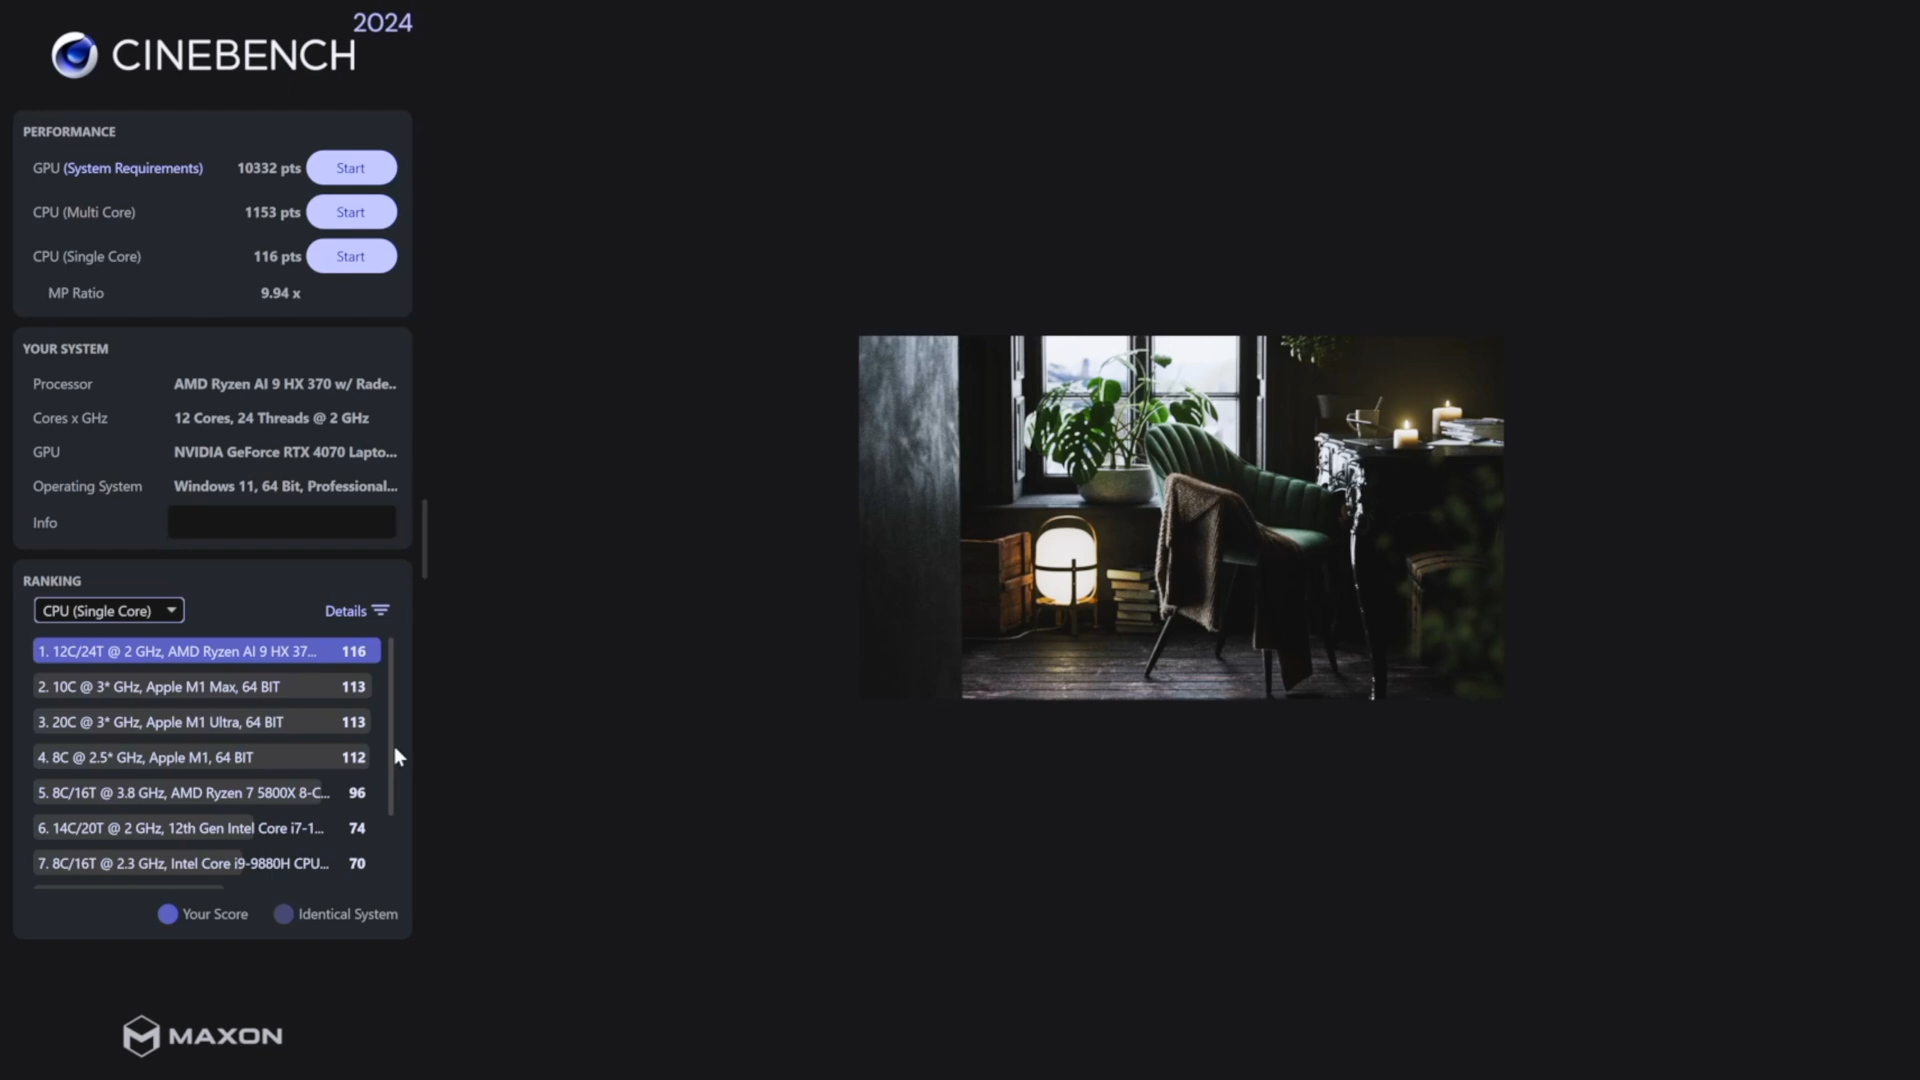 2024
CINEBENCH
PERFORMANCE
GPU (System Requirements) 10332 pts Start
CPU (Multi Core) 1153 pts Start
CPU (Single Core) 116 pts Start
MP Ratio 9.94 x
YOUR SYSTEM
Processor AMD Ryzen AI 9 HX 370 w/ Rade..
Cores x GHz 12 Cores, 24 Threads @ 2 GHz
GPU NVIDIA GeForce RTX 4070 Lapto...
Operating System Windows 11, 64 Bit, Professional...
Info
RANKING
CPU (Single Core) Details
1. 12C/24T @ 2 GHz, AMD Ryzen AI 9 HX 37... 116
2. 10C @ 3* GHz, Apple M1 Max, 64 BIT 113
3. 20C @ 3* GHz, Apple M1 Ultra, 64 BIT 113
4. 8C @ 2.5* GHz, Apple M1, 64 BIT 112
5. 8C/16T @ 3.8 GHz, AMD Ryzen 7 5800X 8-C... 96
6. 14C/20T @ 2 GHz, 12th Gen Intel Core i7-1... 74
7. 8C/16T @ 2.3 GHz, Intel Core i9-9880H CPU... 70
Your Score Identical System
MAXON